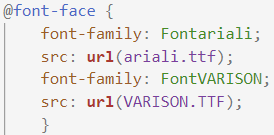 @font-face {
font-family: Fontariali;
src: url(ariali.ttf);
font-family: FontVARISON;
src: url(VARISON.TTF);
}